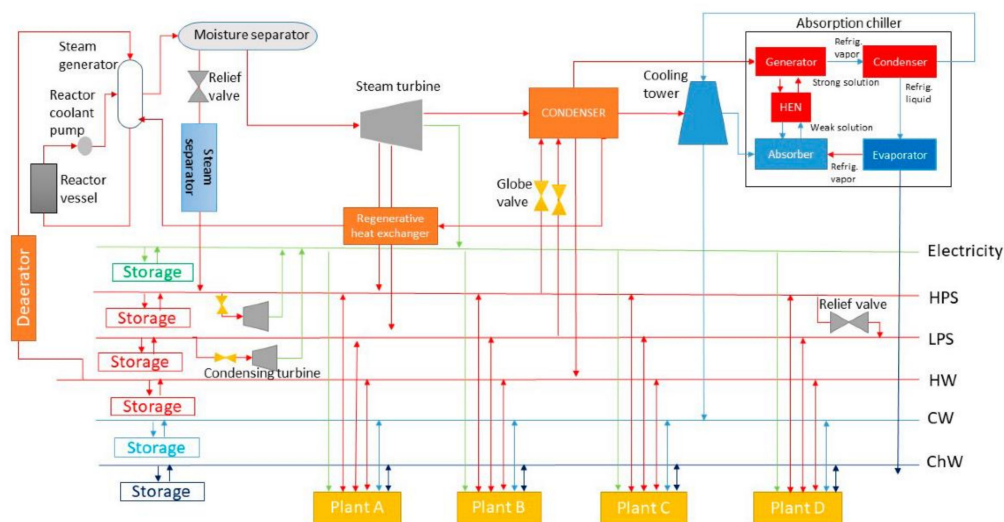 Absorption chiller
Steam
generator
Moisture separator
Relief
valve
Steam turbine
Cooling
tower
Generator
Refrig.
vapor
Condenser
Strong solution
Refrig.
liquid
HEN
Weak solution
Absorber
Refrig.
vapor
Evaporator
Reactor
coolant
pump
Reactor
vessel
Steam
separator
CONDENSER
Globe
valve
Regenerative
heat exchanger
Deaerator
Electricity
Storage
HPS
Storage
Relief valve
LPS
Storage
Condensing turbine
HW
Storage
CW
Storage
ChW
Storage
Plant A
Plant B
Plant C
Plant D